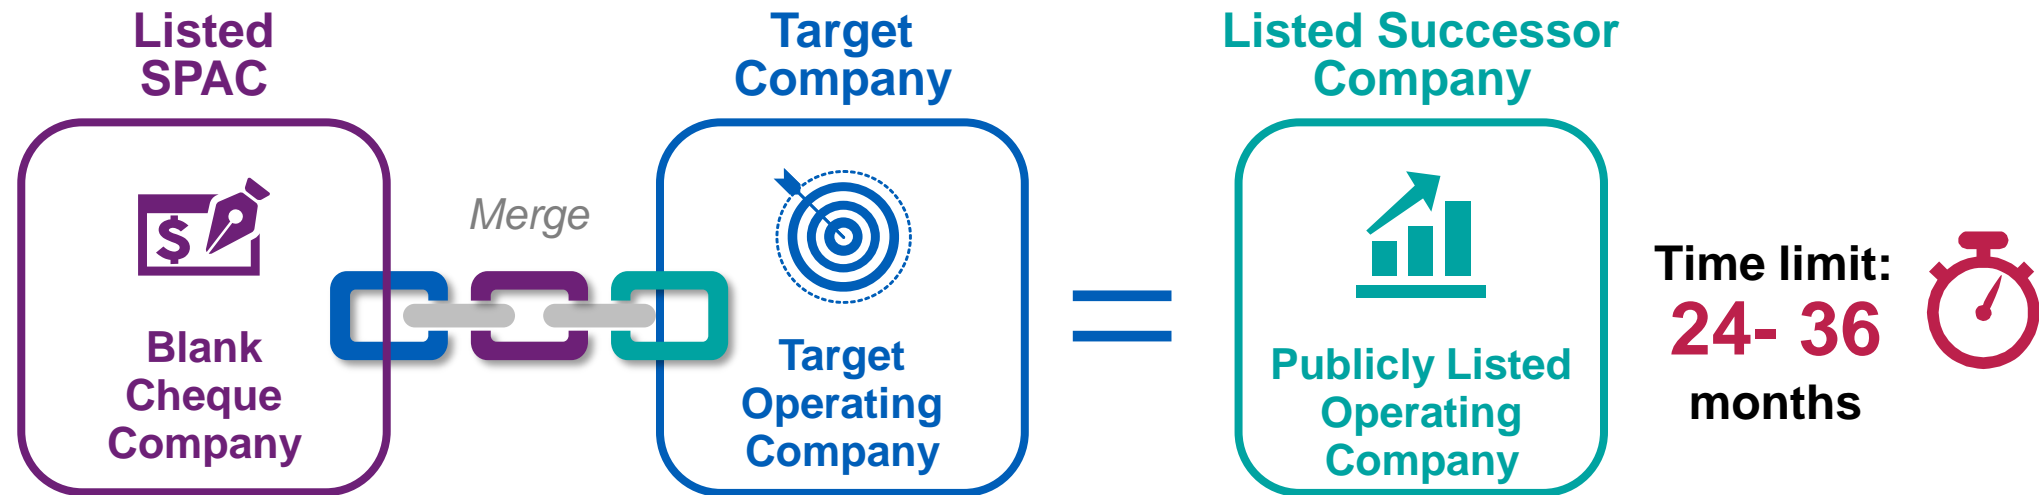 Listed
SPAC
Blank
Cheque
Company
Merge
Target
Company
Target
Operating
Company
Listed Successor
Company
Publicly Listed
Operating
Company
Time limit:
24- 36
months